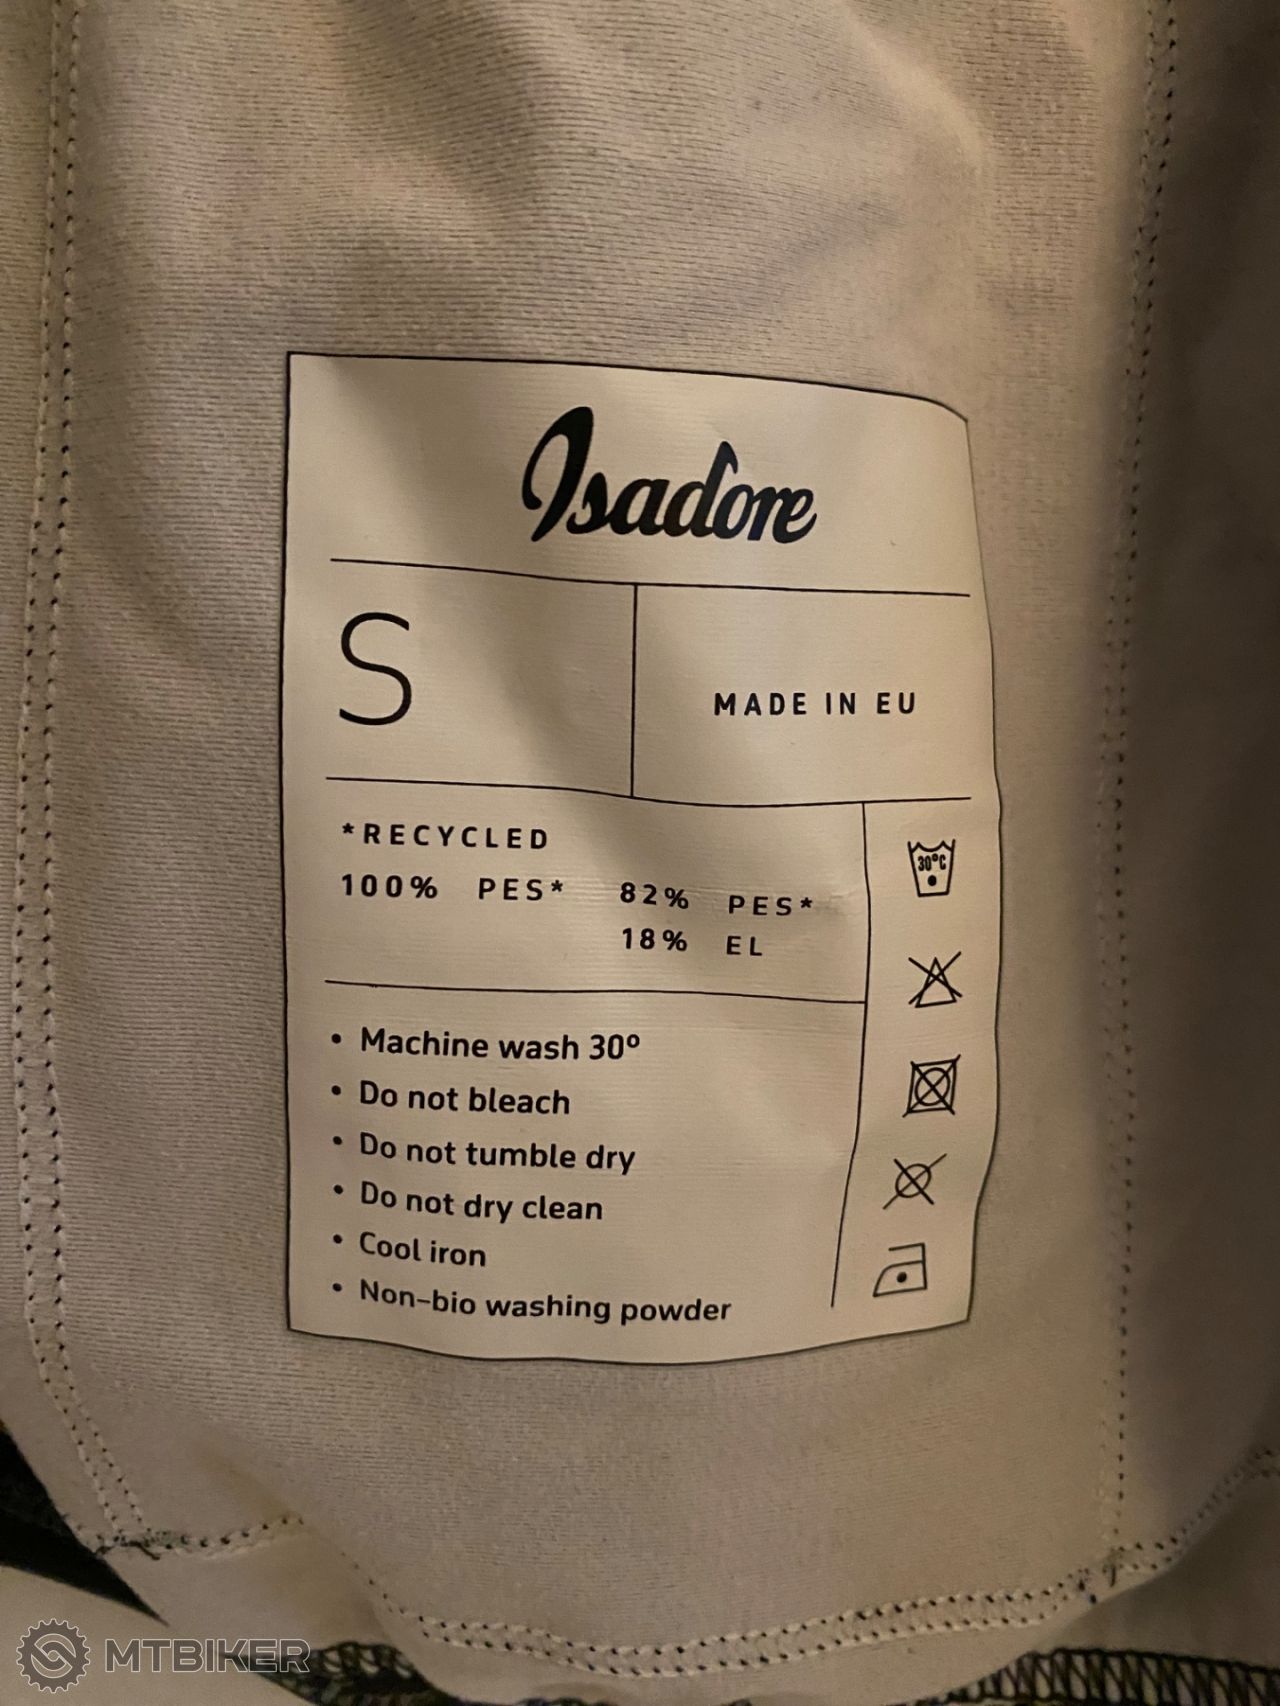 Isadore
S
MADE IN EU
*RECYCLED
100% PES* 82% PES*
18% EL
30°C
• Machine wash 30º
• Do not bleach
• Do not tumble dry
• Do not dry clean
• Cool iron
• Non-bio washing powder
MTBIKER